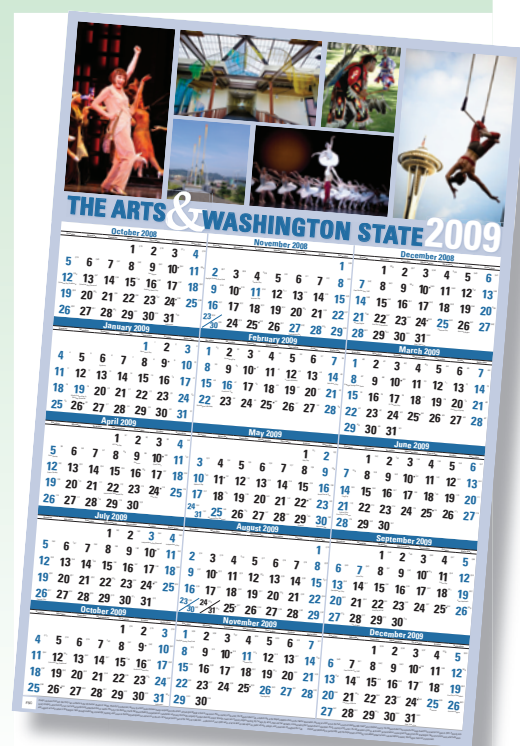 THE ARTS & WASHINGTON STATE 2009
October 2008
1 2 3 4
5 6 7 8 9 10 11
12 13 14 15 16 17 18
19 20 21 22 23 24 25
26 27 28 29 30 31
November 2008
1
2 3 4 5 6 7 8
9 10 11 12 13 14 15
16 17 18 19 20 21 22
23/30 24 25 26 27 28 29
December 2008
1 2 3 4 5 6
7 8 9 10 11 12 13
14 15 16 17 18 19 20
21 22 23 24 25 26 27
28 29 30 31
January 2009
1 2 3
4 5 6 7 8 9 10
11 12 13 14 15 16 17
18 19 20 21 22 23 24
25 26 27 28 29 30 31
February 2009
1 2 3 4 5 6 7
8 9 10 11 12 13 14
15 16 17 18 19 20 21
22 23 24 25 26 27 28
March 2009
1 2 3 4 5 6 7
8 9 10 11 12 13 14
15 16 17 18 19 20 21
22 23 24 25 26 27 28
29 30 31
April 2009
1 2 3 4
5 6 7 8 9 10 11
12 13 14 15 16 17 18
19 20 21 22 23 24 25
26 27 28 29 30
May 2009
1 2
3 4 5 6 7 8 9
10 11 12 13 14 15 16
17 18 19 20 21 22 23
24/31 25 26 27 28 29 30
June 2009
1 2 3 4 5 6
7 8 9 10 11 12 13
14 15 16 17 18 19 20
21 22 23 24 25 26 27
28 29 30
July 2009
1 2 3 4
5 6 7 8 9 10 11
12 13 14 15 16 17 18
19 20 21 22 23 24 25
26 27 28 29 30 31
August 2009
1
2 3 4 5 6 7 8
9 10 11 12 13 14 15
16 17 18 19 20 21 22
23/30 24/31 25 26 27 28 29
September 2009
1 2 3 4 5
6 7 8 9 10 11 12
13 14 15 16 17 18 19
20 21 22 23 24 25 26
27 28 29 30
October 2009
1 2 3
4 5 6 7 8 9 10
11 12 13 14 15 16 17
18 19 20 21 22 23 24
25 26 27 28 29 30 31
November 2009
1 2 3 4 5 6 7
8 9 10 11 12 13 14
15 16 17 18 19 20 21
22 23 24 25 26 27 28
29 30
December 2009
1 2 3 4 5
6 7 8 9 10 11 12
13 14 15 16 17 18 19
20 21 22 23 24 25 26
27 28 29 30 31